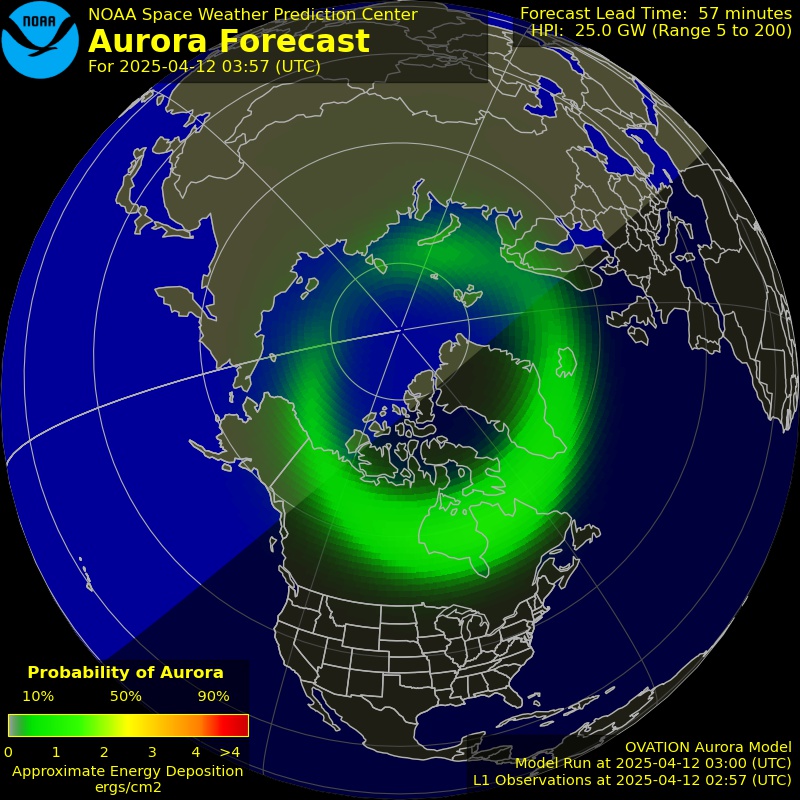 NOAA
NOAA Space Weather Prediction Center
Aurora Forecast
For 2025-04-12 03:57 (UTC)
Forecast Lead Time: 57 minutes
HPI: 25.0 GW (Range 5 to 200)
Probability of Aurora
10% 50% 90%
0 1 2 3 4 >4
Approximate Energy Deposition
ergs/cm2
OVATION Aurora Model
Model Run at 2025-04-12 03:00 (UTC)
L1 Observations at 2025-04-12 02:57 (UTC)